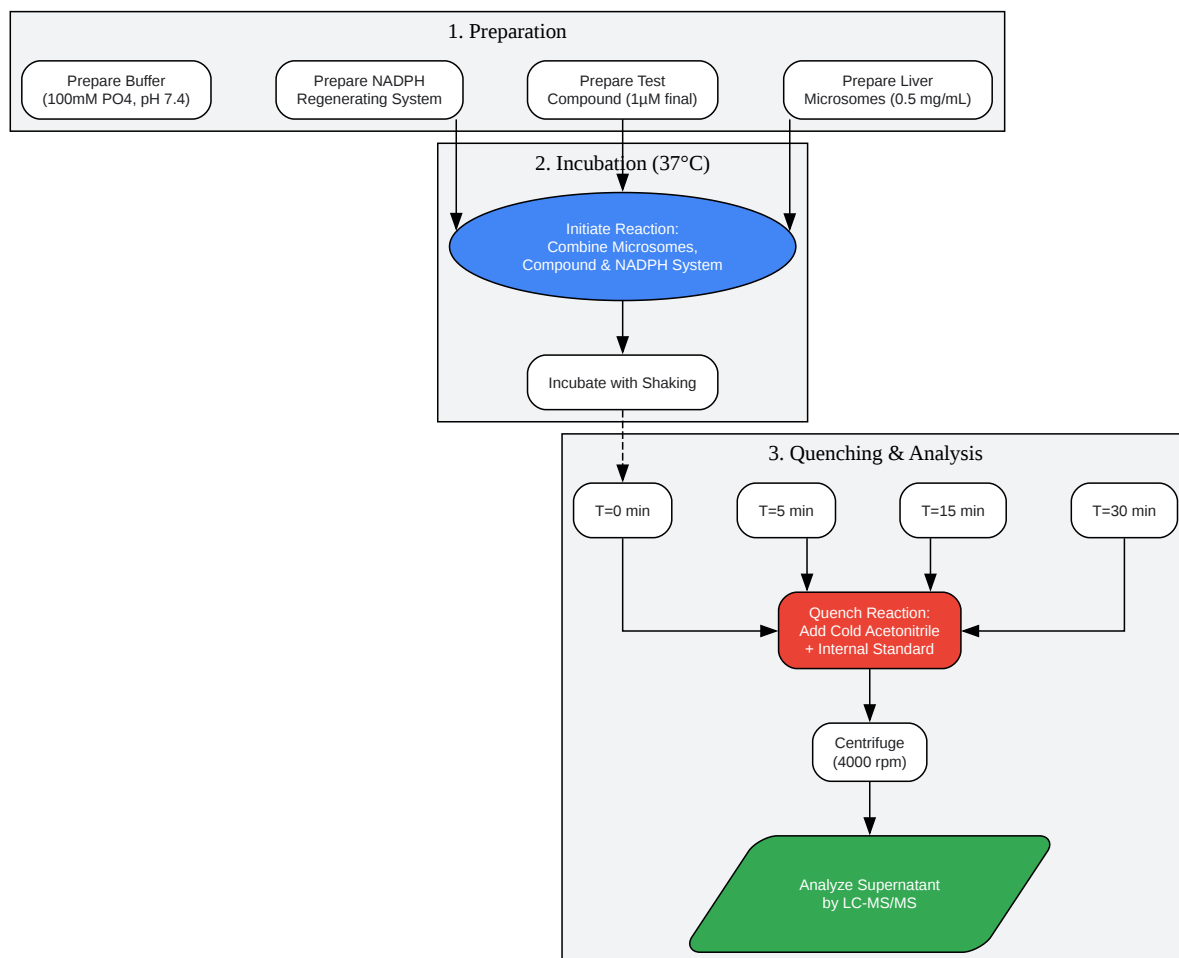 1. Preparation
Prepare Buffer
(100mM PO4, pH 7.4)
Prepare NADPH
Regenerating System
Prepare Test
Compound (1µM final)
Prepare Liver
Microsomes (0.5 mg/mL)
2. Incubation (37°C)
Initiate Reaction:
Combine Microsomes,
Compound & NADPH System
Incubate with Shaking
3. Quenching & Analysis
T=0 min
T=5 min
T=15 min
T=30 min
Quench Reaction:
Add Cold Acetonitrile
+ Internal Standard
Centrifuge
(4000 rpm)
Analyze Supernatant
by LC-MS/MS